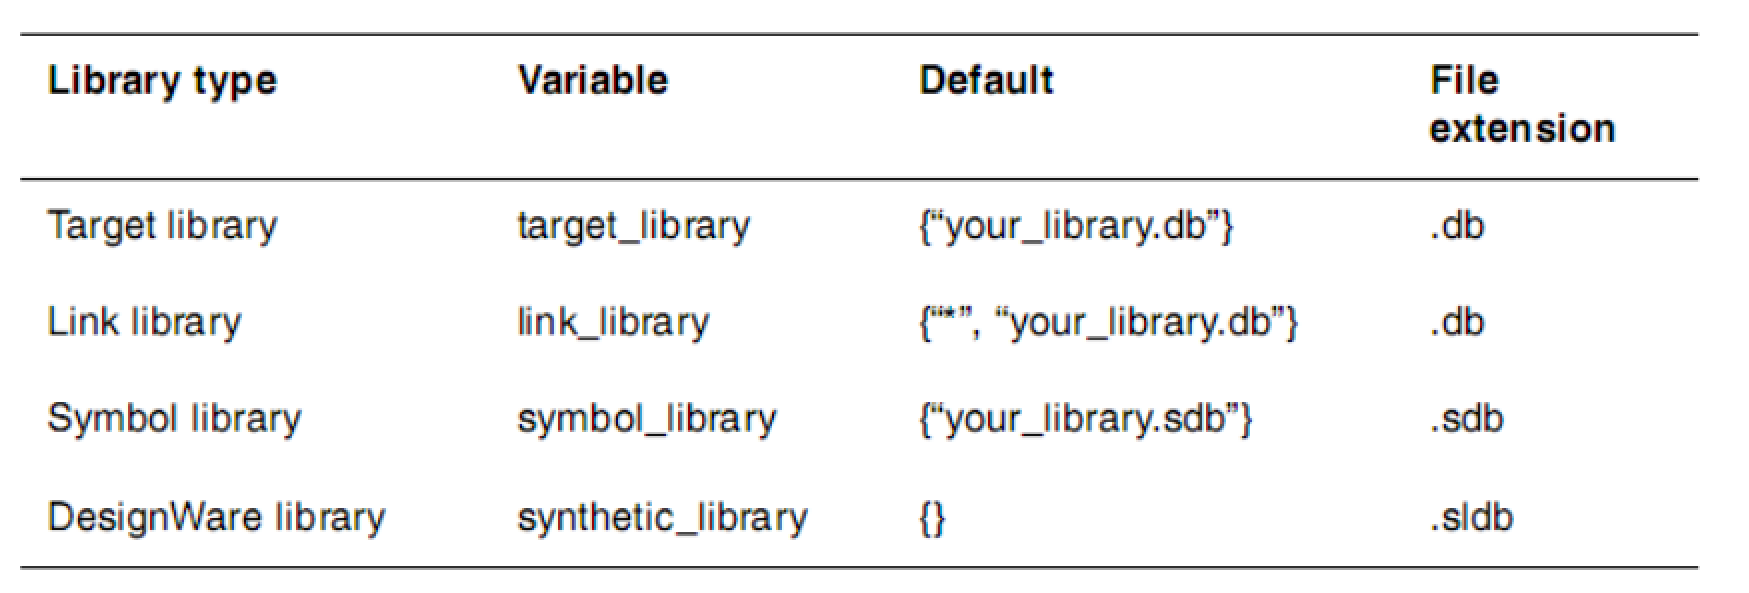 Library type Variable Default File
extension
Target library target_library {“your_library.db”} .db
Link library link_library {“*”, “your_library.db”} .db
Symbol library symbol_library {“your_library.sdb”} .sdb
DesignWare library synthetic_library {} .sldb